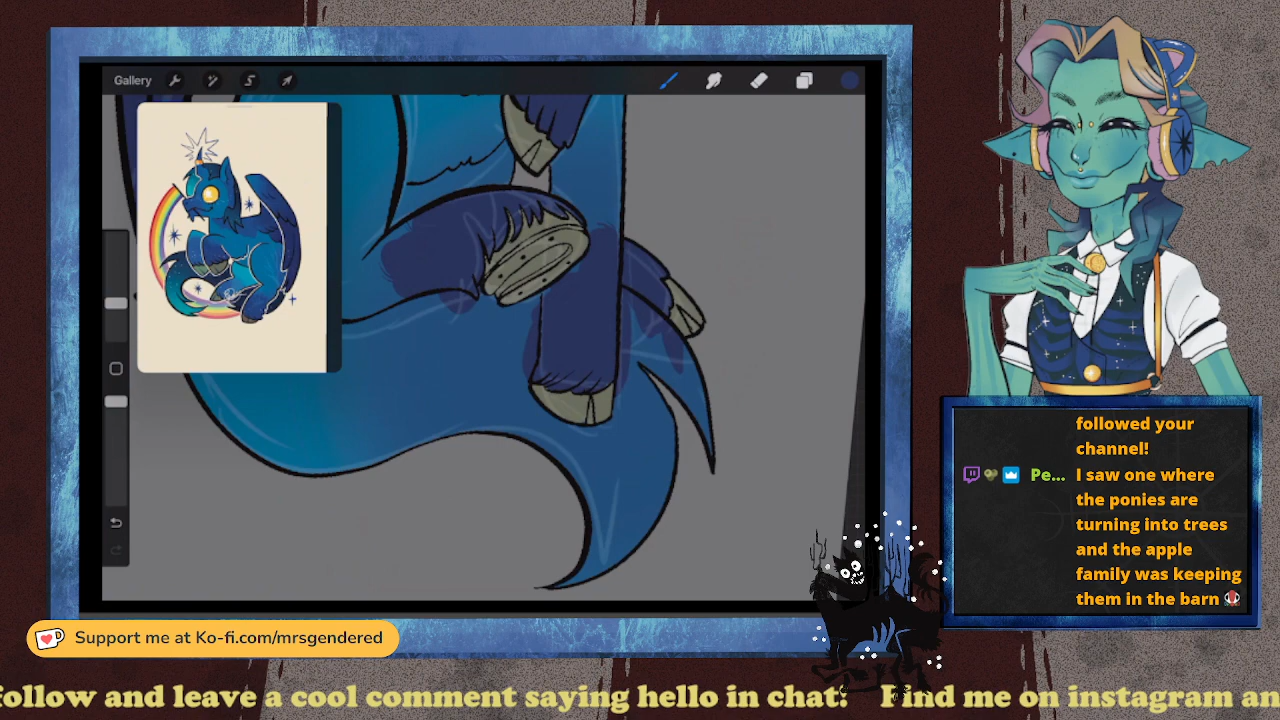 Gallery
followed your
channel!
Pe... I saw one where
the ponies are
turning into trees
and the apple
family was keeping
them in the barn
Support me at Ko-fi.com/mrsgendered
follow and leave a cool comment saying hello in chat! Find me on instagram an